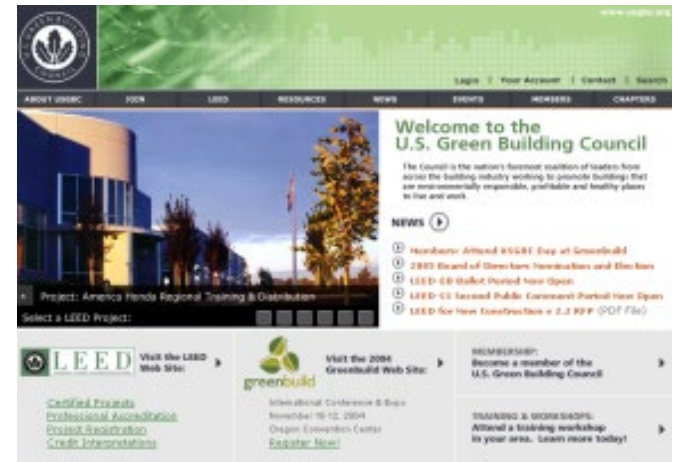 U.S. GREEN BUILDING COUNCIL
www.usgbc.org
Login | Your Account | Contact | Search
ABOUT USGBC JOIN LEED RESOURCES NEWS EVENTS MEMBERS CHAPTERS
Welcome to the
U.S. Green Building Council
The Council is the nation's foremost coalition of leaders from
across the building industry working to promote buildings that
are environmentally responsible, profitable and healthy places
to live and work.
NEWS
Members: Attend USGBC Day at Greenbuild
2005 Board of Directors Nomination and Election
LEED-EB Ballot Period Now Open
LEED-CI Second Public Comment Period Now Open
LEED for New Construction v 2.2 RFP (PDF File)
Project: America Honda Regional Training & Distribution
Select a LEED Project:
LEED
Visit the LEED
Web Site:
Certified Projects
Professional Accreditation
Project Registration
Credit Interpretations
greenbuild
Visit the 2004
Greenbuild Web Site:
International Conference & Expo
November 10-12, 2004
Oregon Convention Center
Register Now!
MEMBERSHIP:
Become a member of the
U.S. Green Building Council
TRAINING & WORKSHOPS:
Attend a training workshop
in your area. Learn more today!